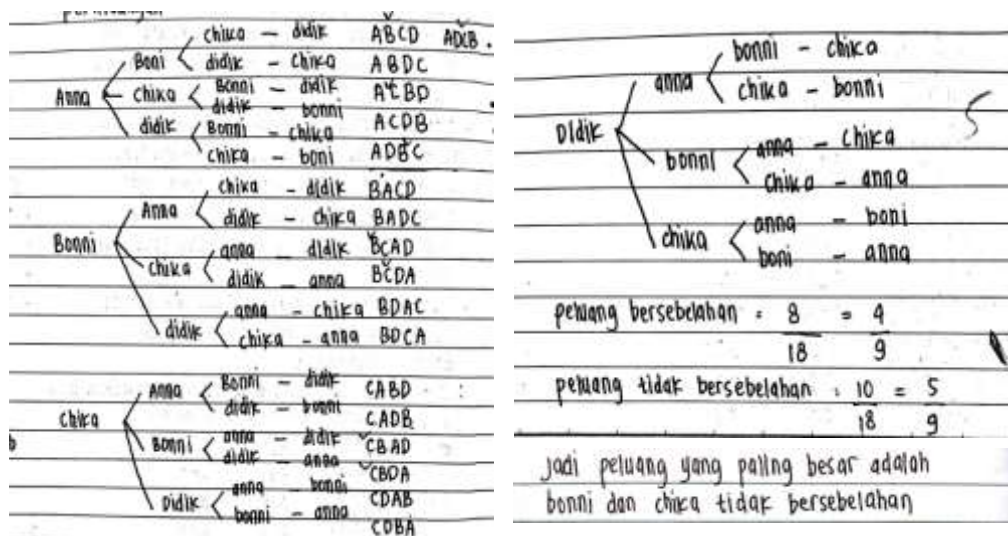 chika - didik ABCD ADCB.
Boni didik - chika ABDC
Anna chika Bonni - didik ACBD
didik - bonni ACDB
didik Bonni - chika
chika - boni ADBC
chika - didik BACD
Anna didik - chika BADC
Bonni chika anna - didik BCAD
didik - anna BCDA
didik anna - chika BDAC
chika - anna BDCA
Anna Bonni - didik CABD
Chika didik - bonni CADB
Bonni anna - didik CBAD
didik - anna CBDA
Didik anna - bonni CDAB
bonni - anna CDBA
bonni - chika
anna chika - bonni
Didik
bonni anna - chika
chika - anna
chika anna - boni
boni - anna
peluang bersebelahan = 8/18 = 4/9
peluang tidak bersebelahan = 10/18 = 5/9
jadi peluang yang paling besar adalah
bonni dan chika tidak bersebelahan